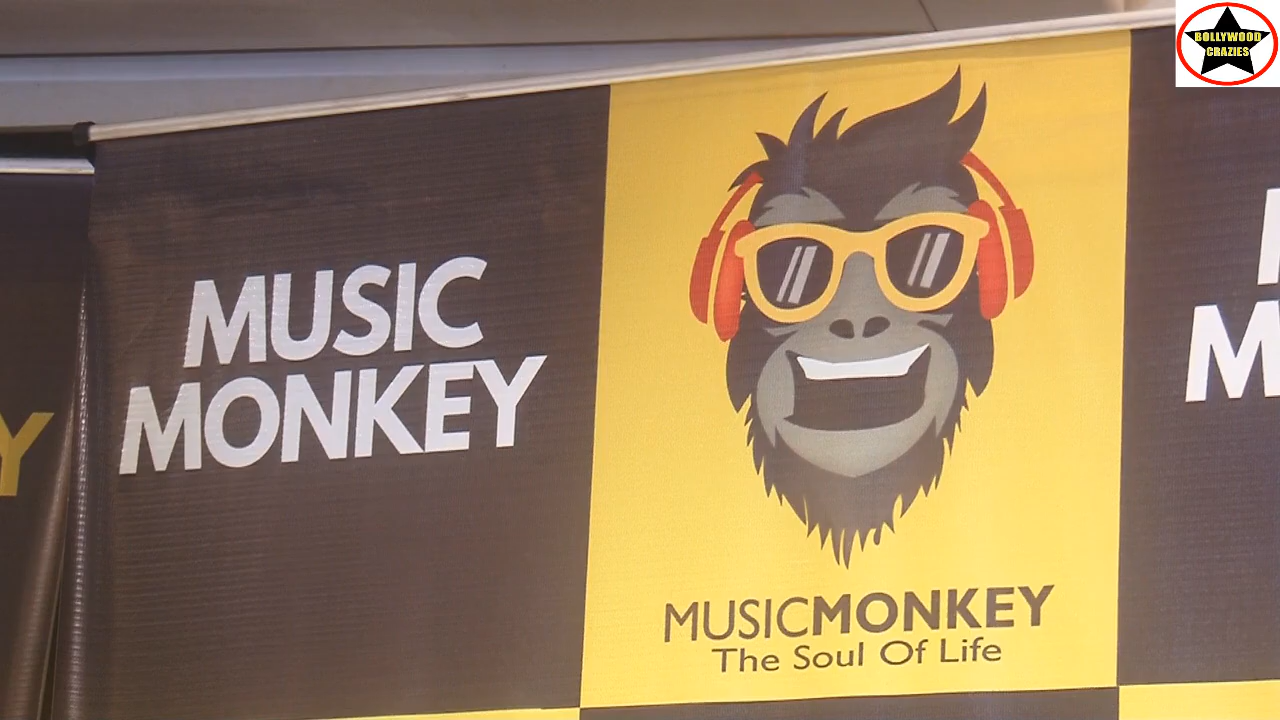 BOLLYWOOD
CRAZIES
MUSIC
MONKEY
MUSICMONKEY
The Soul Of Life
Y
M